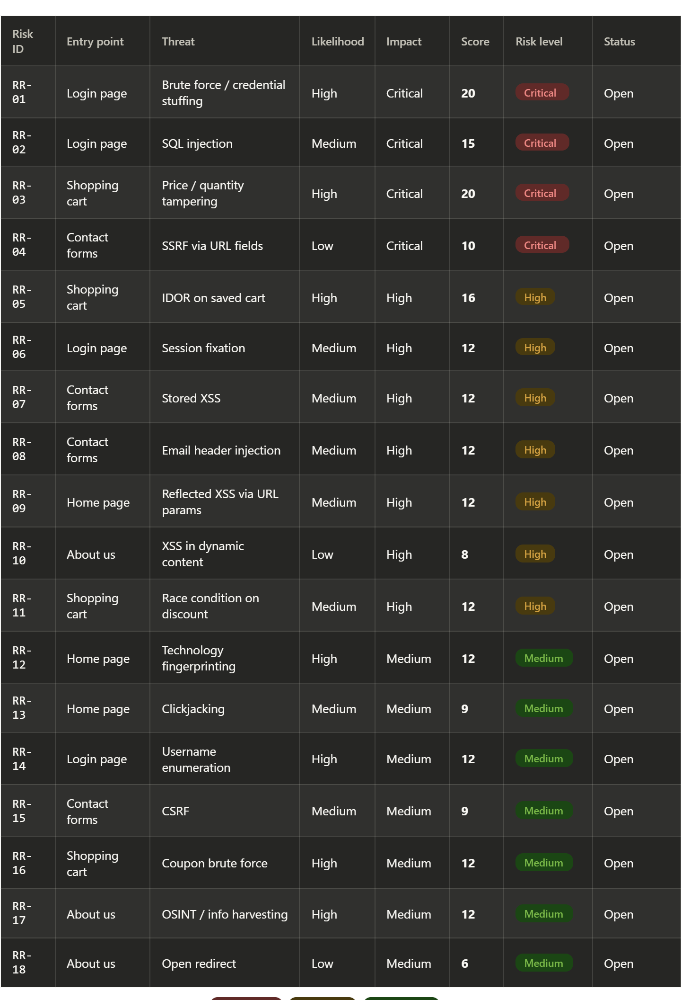 Risk ID Entry point Threat Likelihood Impact Score Risk level Status
RR-01 Login page Brute force / credential stuffing High Critical 20 Critical Open
RR-02 Login page SQL injection Medium Critical 15 Critical Open
RR-03 Shopping cart Price / quantity tampering High Critical 20 Critical Open
RR-04 Contact forms SSRF via URL fields Low Critical 10 Critical Open
RR-05 Shopping cart IDOR on saved cart High High 16 High Open
RR-06 Login page Session fixation Medium High 12 High Open
RR-07 Contact forms Stored XSS Medium High 12 High Open
RR-08 Contact forms Email header injection Medium High 12 High Open
RR-09 Home page Reflected XSS via URL params Medium High 12 High Open
RR-10 About us XSS in dynamic content Low High 8 High Open
RR-11 Shopping cart Race condition on discount Medium High 12 High Open
RR-12 Home page Technology fingerprinting High Medium 12 Medium Open
RR-13 Home page Clickjacking Medium Medium 9 Medium Open
RR-14 Login page Username enumeration High Medium 12 Medium Open
RR-15 Contact forms CSRF Medium Medium 9 Medium Open
RR-16 Shopping cart Coupon brute force High Medium 12 Medium Open
RR-17 About us OSINT / info harvesting High Medium 12 Medium Open
RR-18 About us Open redirect Low Medium 6 Medium Open